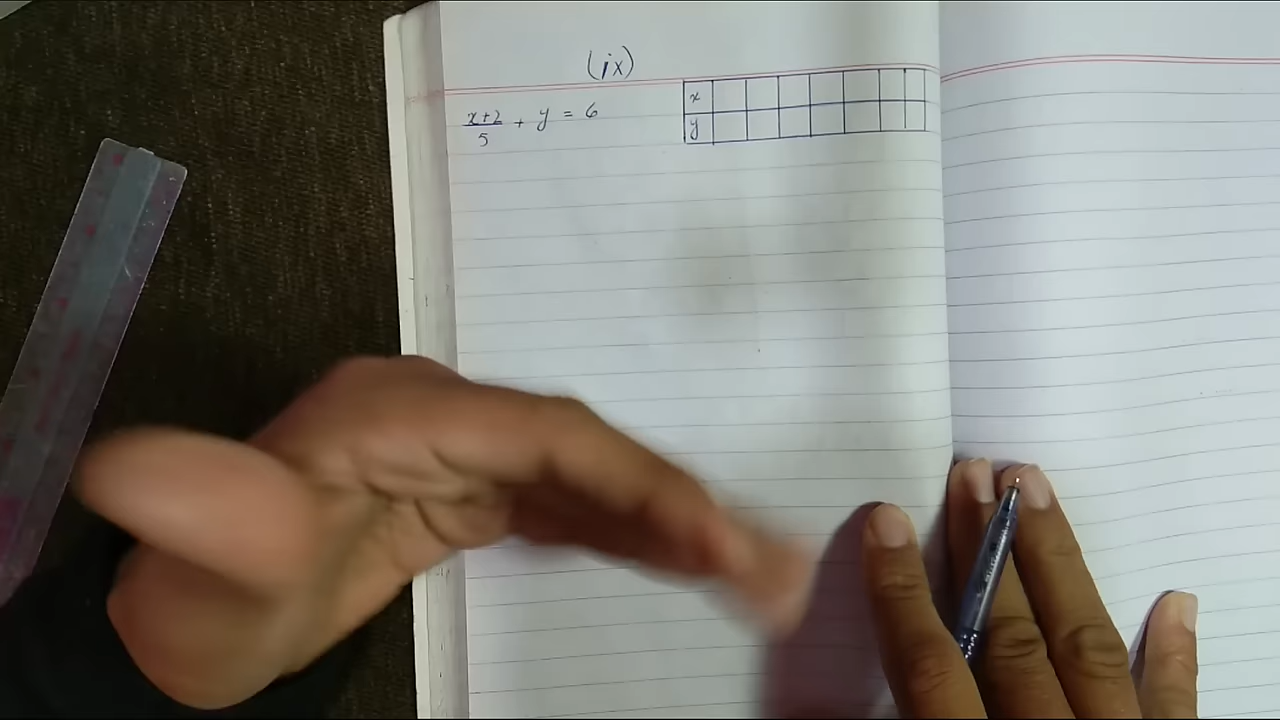 (ix)
x+2/5 + y = 6
x
y